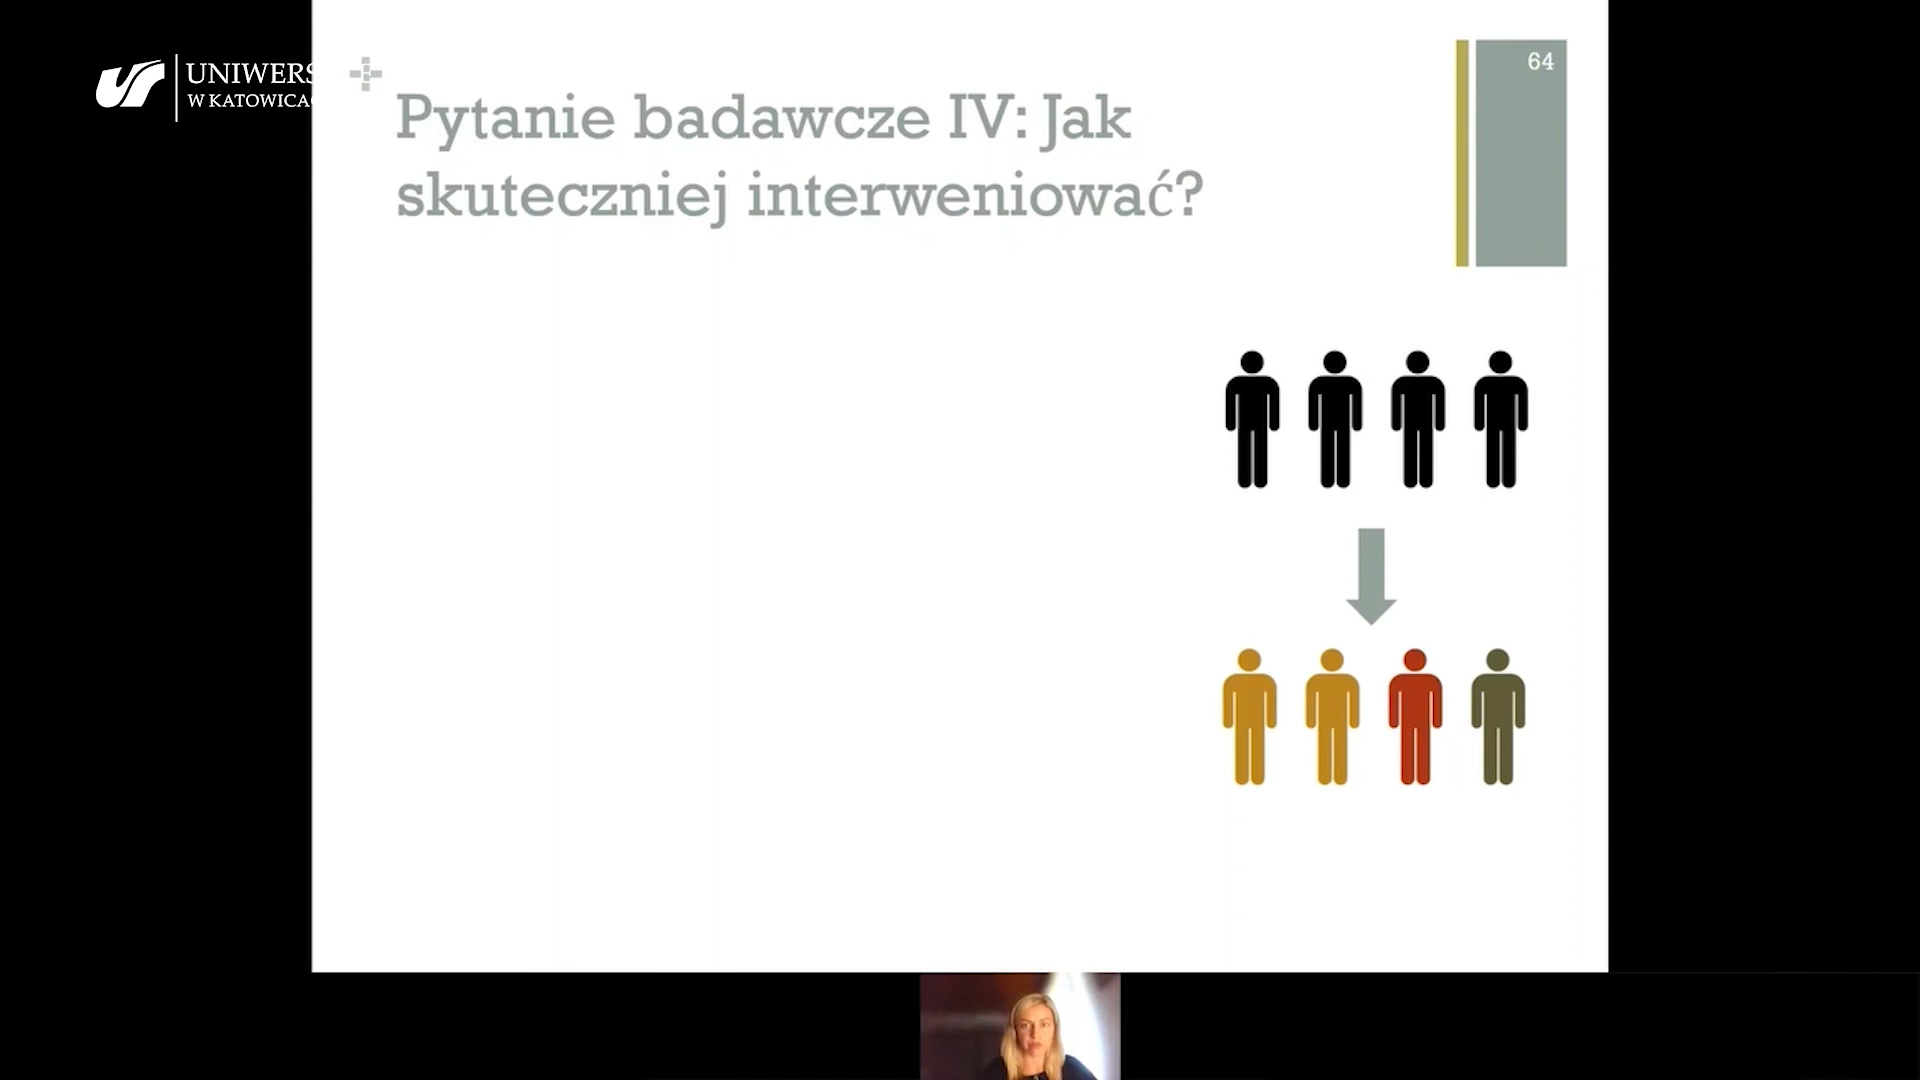 UNIWERS
W KATOWICA
64
Pytanie badawcze IV: Jak
skuteczniej interweniować?